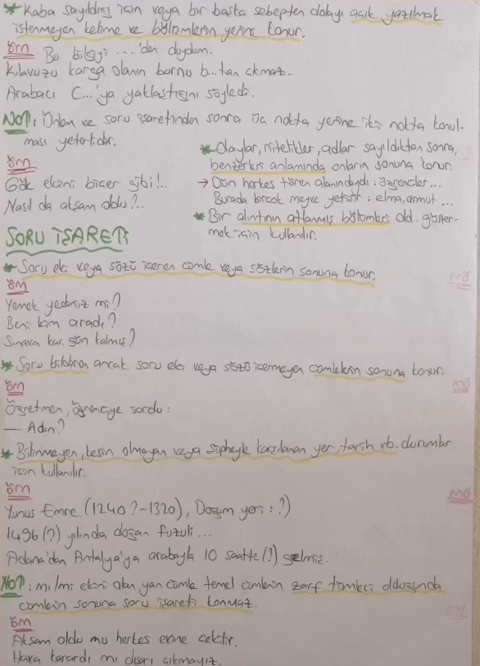 * Kaba sayıldığı için veya bir başka sebepten dolayı açık yazılmak
istenmeyen kelime ve bölümlerin yerine konur.
ÖRN Bu bilgiyi ...'den duydum.
Kılavuzu karga olanın burnu b..tan çıkmaz.
Arabacı C...'ya yaklaştığını söyledi.
NOT: Ünlem ve soru işaretinden sonra üç nokta yerine iki nokta konul-
ması yeterlidir.
ÖRN
Gök ekini biçer gibi!..
Nasıl da akşam oldu?..
* Olaylar, nitelikler, adlar sayıldıktan sonra,
benzerleri anlamında onların sonuna konur.
→ Dün herkes tören alanındaydı: öğrenciler...
Burada birçok meyve yetişir: elma, armut ...
* Bir alıntının atlanmış bölümleri old. göster-
mek için kullanılır.
SORU İŞARETİ
* Soru eki veya sözü içeren cümle veya sözlerin sonuna konur.
ÖRN
Yemek yediniz mi?
Beni kim aradı?
Sınava kaç gün kalmış?
* Soru bildiren ancak soru eki veya sözü içermeyen cümlelerin sonuna konur.
ÖRN
Öğretmen, öğrenciye sordu:
— Adın?
* Bilinmeyen, kesin olmayan veya şüpheyle karşılanan yer, tarih vb. durumlar
için kullanılır.
ÖRN
Yunus Emre (1240?-1320), Doğum yeri: ?)
1496 (?) yılında doğan fuzuli ...
Adana'dan Antalya'ya arabayla 10 saatte (?) gelmiş.
NOT: mı/mi ekini alan yan cümle temel cümlenin zarf tümleci olduğunda
cümlenin sonuna soru işareti konmaz.
ÖRN
Akşam oldu mu herkes evine çekilir.
Hava karardı mı dışarı çıkmayız.